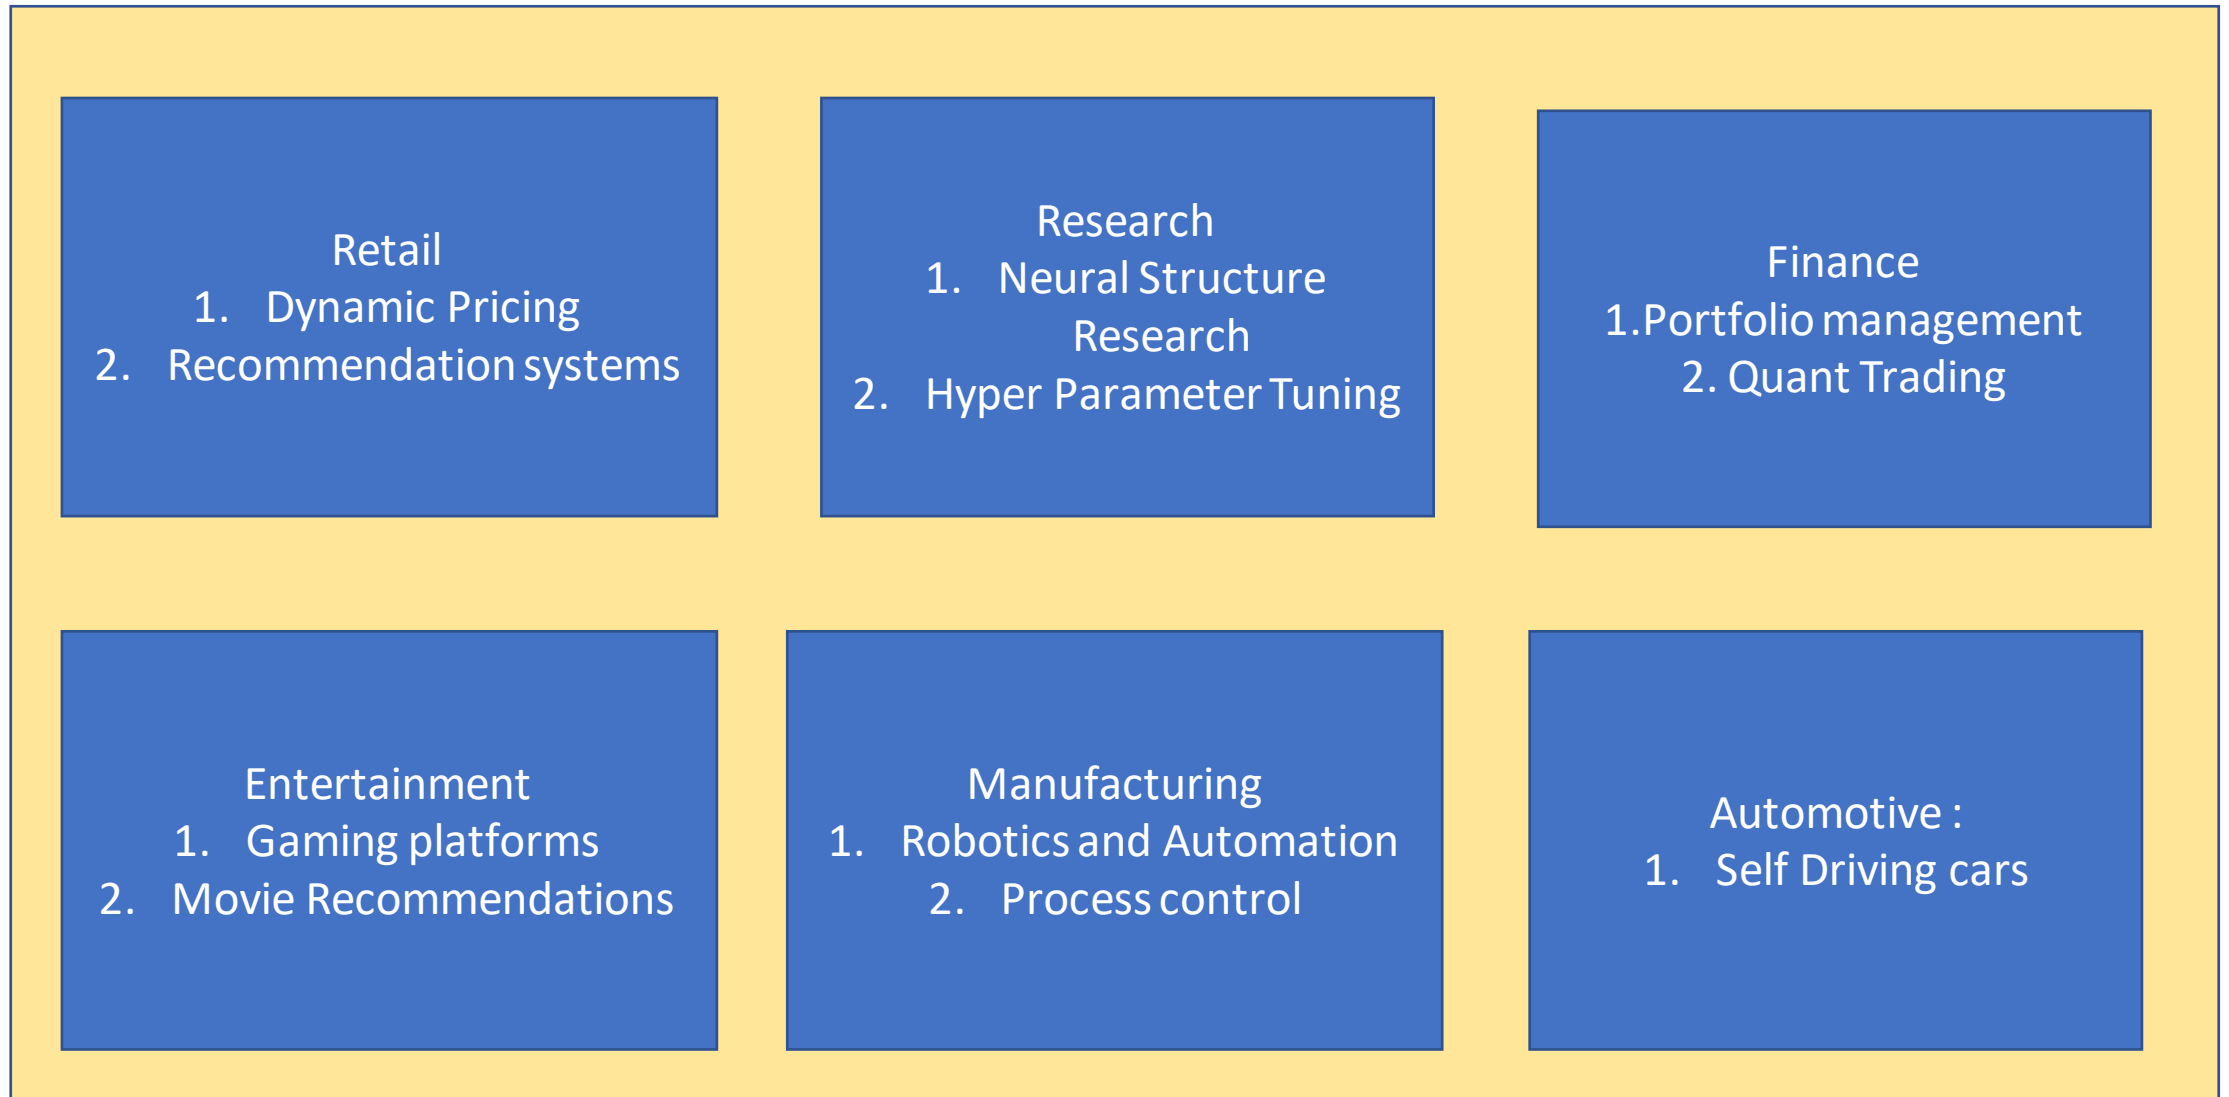 Retail
1. Dynamic Pricing
2. Recommendation systems
Research
1. Neural Structure
Research
2. Hyper Parameter Tuning
Finance
1.Portfolio management
2. Quant Trading
Entertainment
1. Gaming platforms
2. Movie Recommendations
Manufacturing
1. Robotics and Automation
2. Process control
Automotive :
1. Self Driving cars